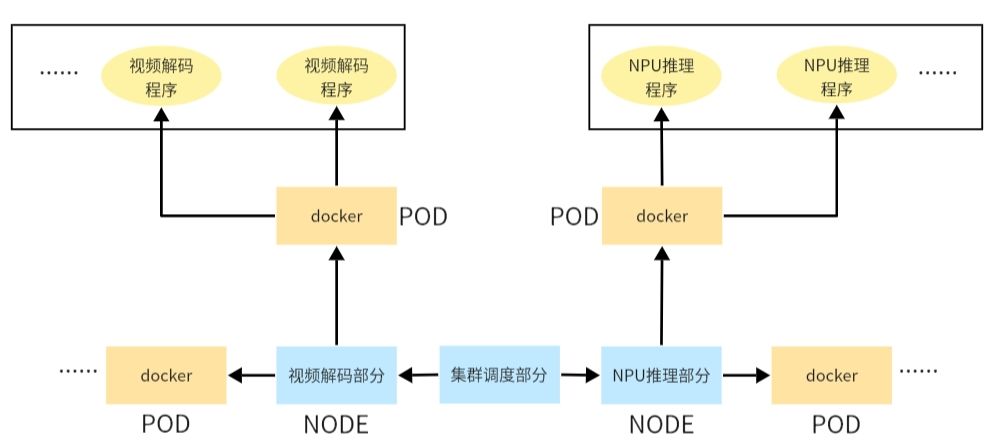 ……
视频解码
程序
视频解码
程序
NPU推理
程序
NPU推理
程序
……
docker
POD
POD
docker
……
docker
视频解码部分
集群调度部分
NPU推理部分
docker
……
POD
NODE
NODE
POD